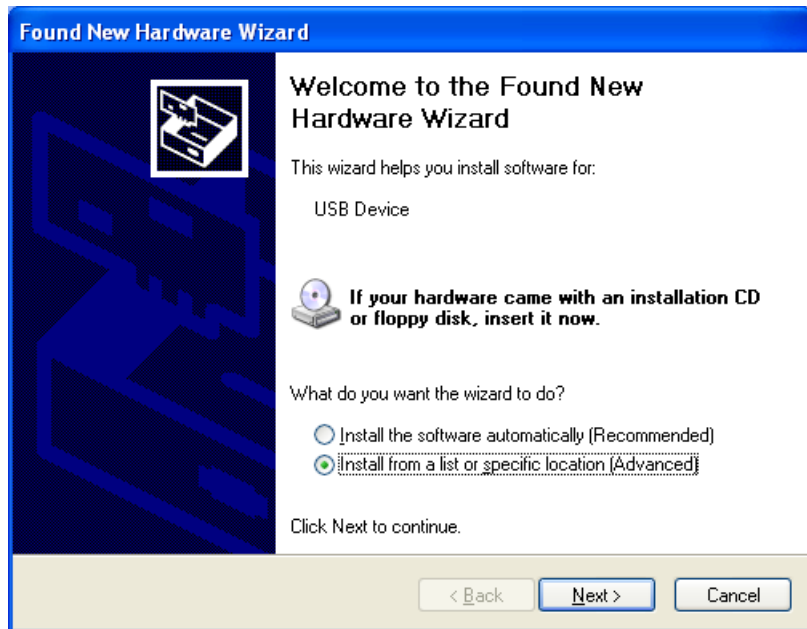 Found New Hardware Wizard
Welcome to the Found New
Hardware Wizard
This wizard helps you install software for:
USB Device
If your hardware came with an installation CD
or floppy disk, insert it now.
What do you want the wizard to do?
Install the software automatically (Recommended)
Install from a list or specific location (Advanced)
Click Next to continue.
< Back
Next >
Cancel